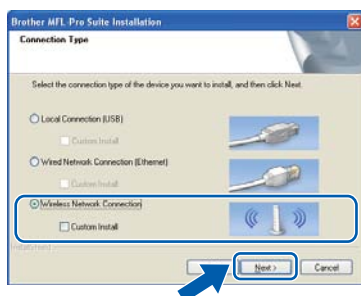 Brother MFL-Pro Suite Installation
Connection Type
Select the connection type of the device you want to install, and then click Next.
Local Connection (USB)
Custom Install
Wired Network Connection (Ethernet)
Custom Install
Wireless Network Connection
Custom Install
InstallShield
Next >
Cancel